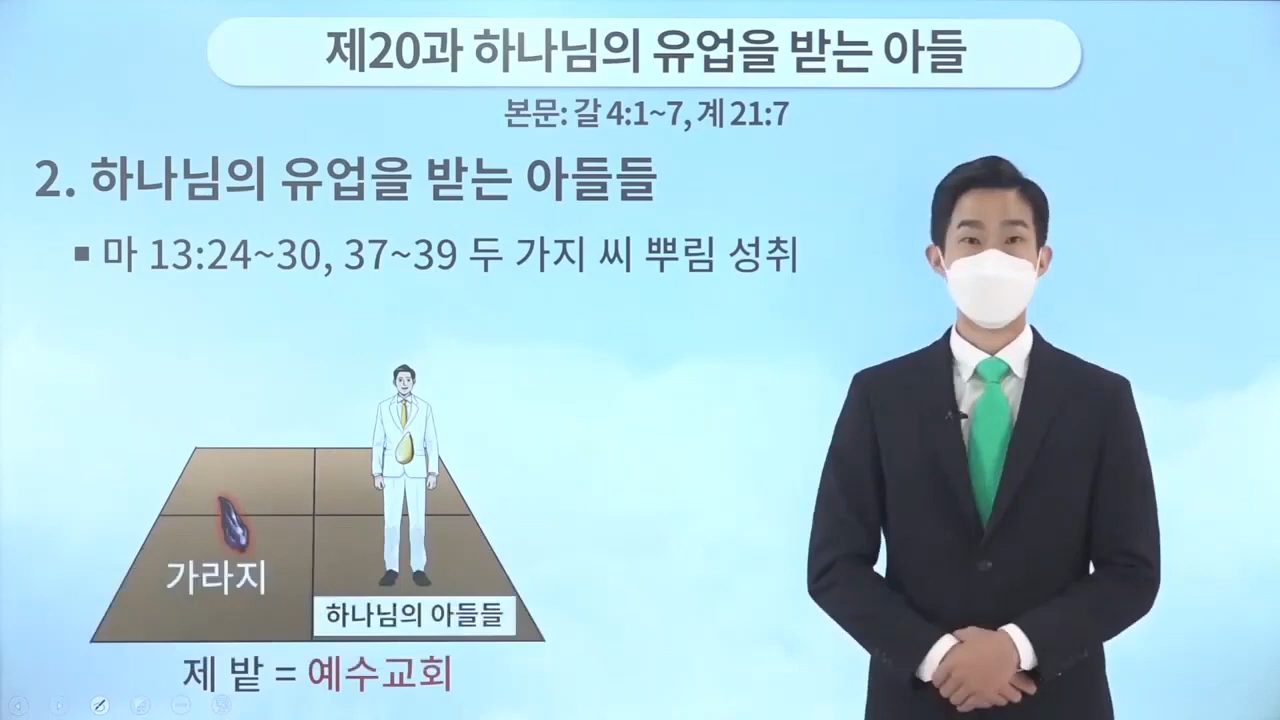 제20과 하나님의 유업을 받는 아들
본문: 갈 4:1~7, 계 21:7
2. 하나님의 유업을 받는 아들들
▪ 마 13:24~30, 37~39 두 가지 씨 뿌림 성취
가라지
하나님의 아들들
제 밭 = 예수교회